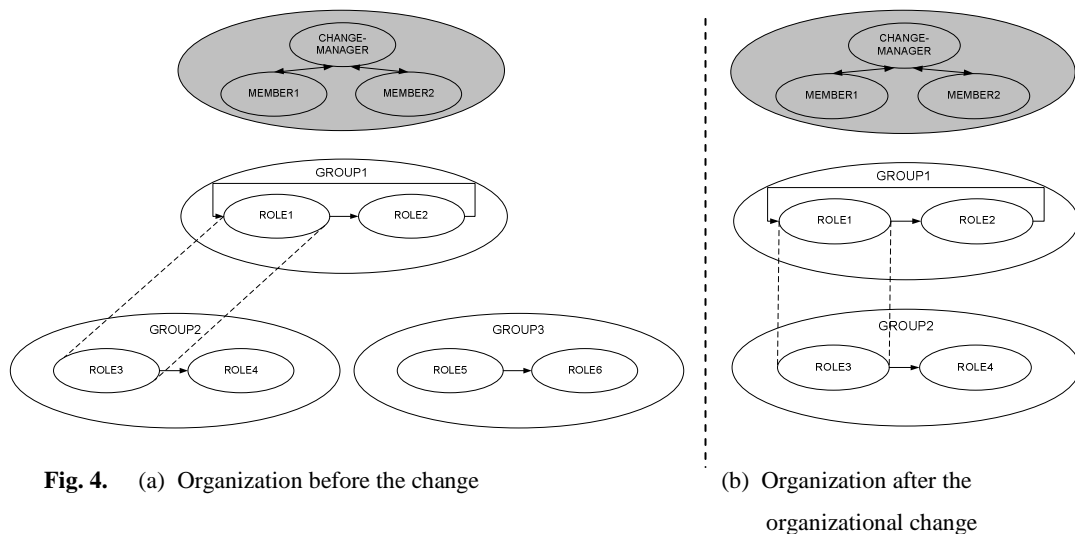 CHANGE-
MANAGER
MEMBER1
MEMBER2
GROUP1
ROLE1
ROLE2
GROUP2
ROLE3
ROLE4
GROUP3
ROLE5
ROLE6
Fig. 4. (a) Organization before the change
CHANGE-
MANAGER
MEMBER1
MEMBER2
GROUP1
ROLE1
ROLE2
GROUP2
ROLE3
ROLE4
(b) Organization after the
organizational change